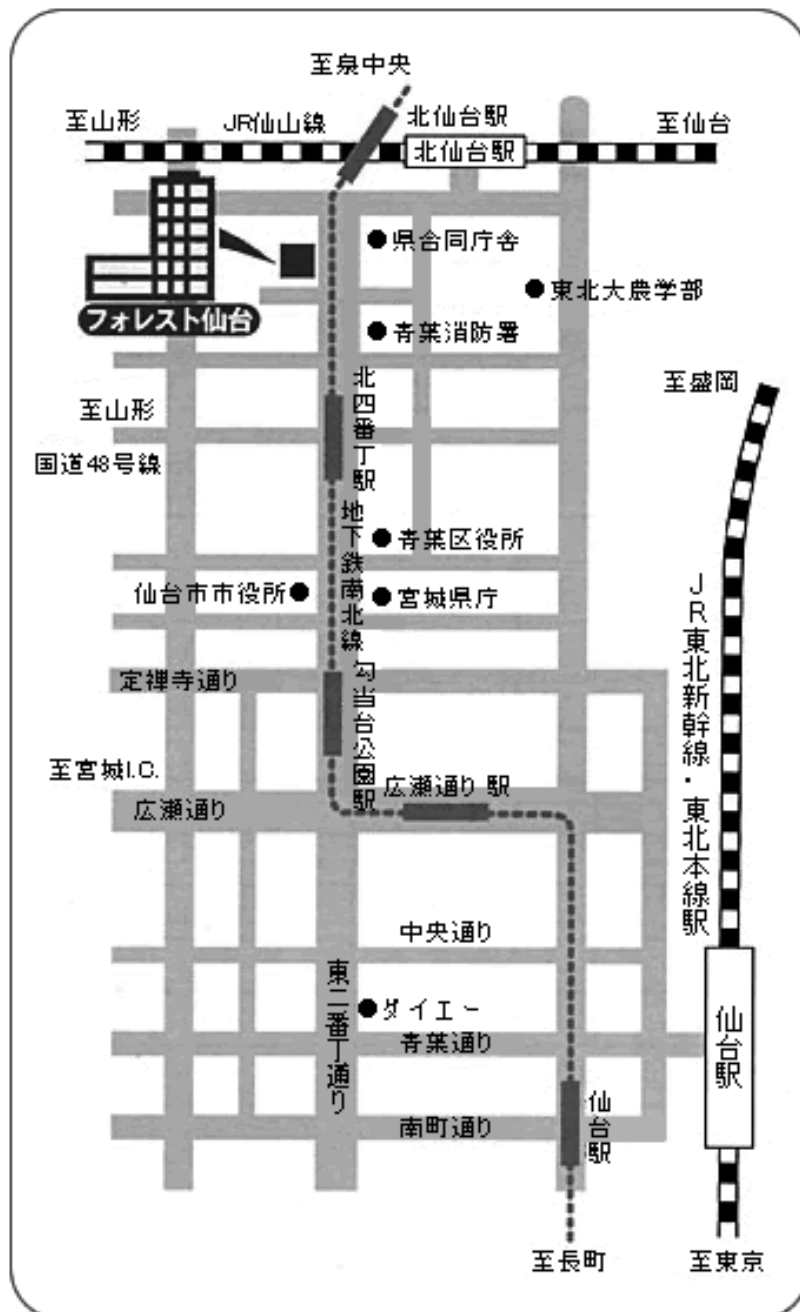 至泉中央
至山形
JR仙山線
北仙台駅
至仙台
北仙台駅
県合同庁舎
東北大農学部
フォレスト仙台
青葉消防署
至盛岡
至山形
北四番丁駅
国道48号線
地下鉄南北線
青葉区役所
仙台市市役所
宮城県庁
JR東北新幹線・東北本線駅
定禅寺通り
勾当台公園駅
至宮城I.C.
広瀬通り駅
広瀬通り
中央通り
東二番丁通り
ダイエー
青葉通り
仙台駅
南町通り
仙台駅
至長町
至東京